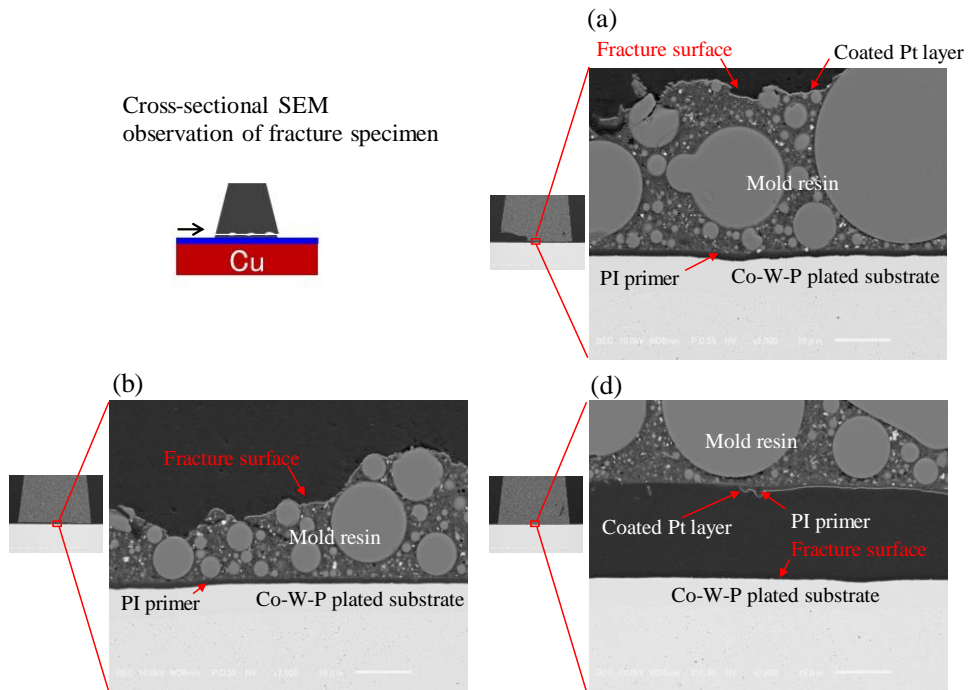 (a)
Fracture surface
Coated Pt layer
Cross-sectional SEM
observation of fracture specimen
Mold resin
Cu
PI primer
Co-W-P plated substrate
(b)
(d)
Mold resin
Fracture surface
Coated Pt layer
PI primer
Mold resin
Fracture surface
PI primer
Co-W-P plated substrate
Co-W-P plated substrate